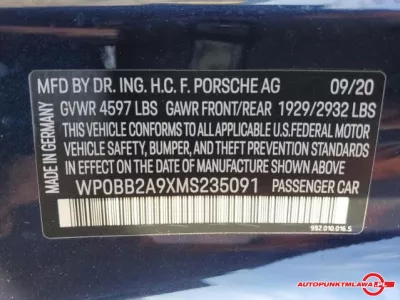 MFD BY DR. ING. H.C. F. PORSCHE AG 09/20
GVWR 4597 LBS GAWR FRONT/REAR 1929/2932 LBS
THIS VEHICLE CONFORMS TO ALL APPLICABLE
U.S.FEDERAL MOTOR
VEHICLE SAFETY, BUMPER, AND THEFT PREVENTION
STANDARDS IN EFFECT ON THE DATE OF
MANUFACTURE SHOWN ABOVE.
WP0BB2A9XMS235091 PASSENGER CAR
MADE IN GERMANY
992.010.016.S
AUTOPUNKTMLAWA